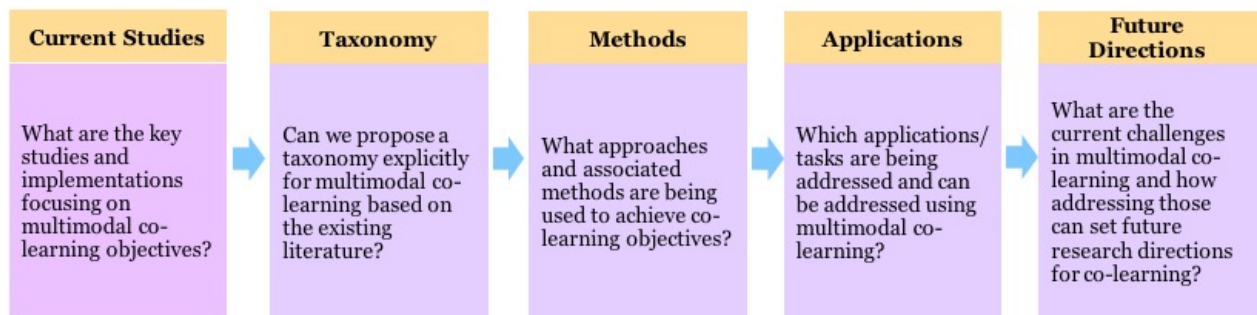 Current Studies
What are the key
studies and
implementations
focusing on
multimodal co-
learning objectives?
Taxonomy
Can we propose a
taxonomy explicitly
for multimodal co-
learning based on
the existing
literature?
Methods
What approaches
and associated
methods are being
used to achieve co-
learning objectives?
Applications
Which applications/
tasks are being
addressed and can
be addressed using
multimodal co-
learning?
Future
Directions
What are the
current challenges
in multimodal co-
learning and how
addressing those
can set future
research directions
for co-learning?